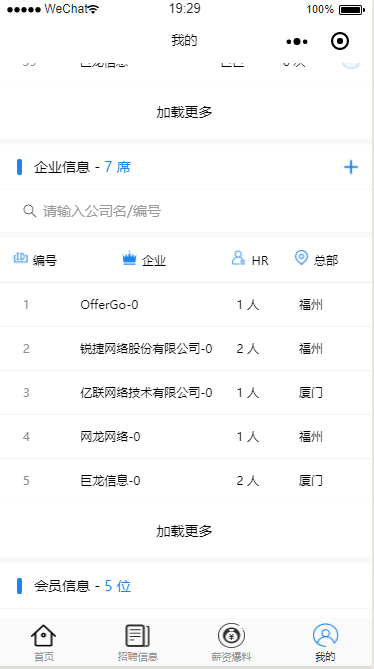 WeChat 19:29 100%
我的
加载更多
企业信息 - 7 席
请输入公司名/编号
编号 企业 HR 总部
1 OfferGo-0 1 人 福州
2 锐捷网络股份有限公司-0 2 人 福州
3 亿联网络技术有限公司-0 1 人 厦门
4 网龙网络-0 1 人 福州
5 巨龙信息-0 2 人 厦门
加载更多
会员信息 - 5 位
首页 招聘信息 薪资爆料 我的